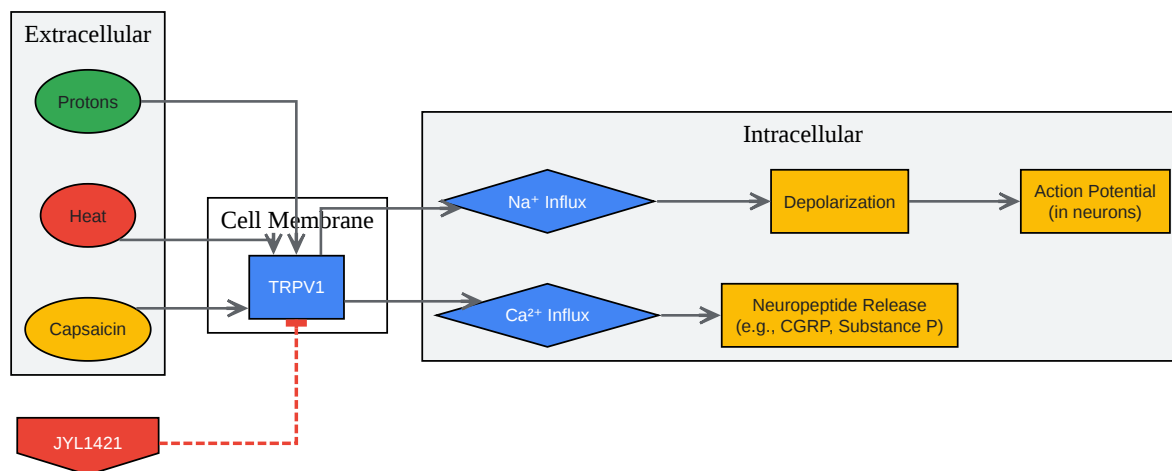 Extracellular
Protons
Heat
Capsaicin
JYL1421
Cell Membrane
TRPV1
Intracellular
Na⁺ Influx
Depolarization
Action Potential
(in neurons)
Ca²⁺ Influx
Neuropeptide Release
(e.g., CGRP, Substance P)